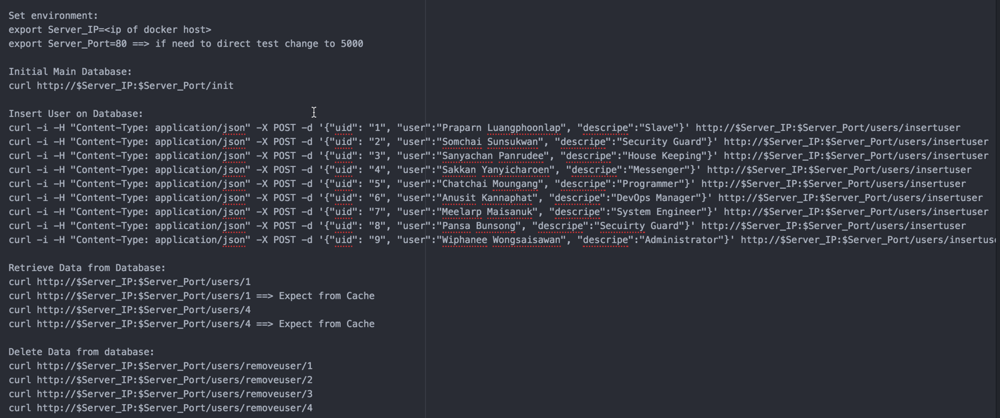 Set environment:
export Server_IP=<ip of docker host>
export Server_Port=80 ==> if need to direct test change to 5000
Initial Main Database:
curl http://$Server_IP:$Server_Port/init
Insert User on Database:
curl -i -H "Content-Type: application/json" -X POST -d '{"uid": "1", "user":"Praparn Luangphoonlap", "descripe":"Slave"}' http://$Server_IP:$Server_Port/users/insertuser
curl -i -H "Content-Type: application/json" -X POST -d '{"uid": "2", "user":"Somchai Sunsukwan", "descripe":"Security Guard"}' http://$Server_IP:$Server_Port/users/insertuser
curl -i -H "Content-Type: application/json" -X POST -d '{"uid": "3", "user":"Sanyachan Panrudee", "descripe":"House Keeping"}' http://$Server_IP:$Server_Port/users/insertuser
curl -i -H "Content-Type: application/json" -X POST -d '{"uid": "4", "user":"Sakkan Yanyicharoen", "descripe":"Messenger"}' http://$Server_IP:$Server_Port/users/insertuser
curl -i -H "Content-Type: application/json" -X POST -d '{"uid": "5", "user":"Chatchai Moungang", "descripe":"Programmer"}' http://$Server_IP:$Server_Port/users/insertuser
curl -i -H "Content-Type: application/json" -X POST -d '{"uid": "6", "user":"Anusit Kannaphat", "descripe":"DevOps Manager"}' http://$Server_IP:$Server_Port/users/insertuser
curl -i -H "Content-Type: application/json" -X POST -d '{"uid": "7", "user":"Meelarp Maisanuk", "descripe":"System Engineer"}' http://$Server_IP:$Server_Port/users/insertuser
curl -i -H "Content-Type: application/json" -X POST -d '{"uid": "8", "user":"Pansa Bunsong", "descripe":"Secuirty Guard"}' http://$Server_IP:$Server_Port/users/insertuser
curl -i -H "Content-Type: application/json" -X POST -d '{"uid": "9", "user":"Wiphanee Wongsaisawan", "descripe":"Administrator"}' http://$Server_IP:$Server_Port/users/insertus
Retrieve Data from Database:
curl http://$Server_IP:$Server_Port/users/1
curl http://$Server_IP:$Server_Port/users/1 ==> Expect from Cache
curl http://$Server_IP:$Server_Port/users/4
curl http://$Server_IP:$Server_Port/users/4 ==> Expect from Cache
Delete Data from database:
curl http://$Server_IP:$Server_Port/users/removeuser/1
curl http://$Server_IP:$Server_Port/users/removeuser/2
curl http://$Server_IP:$Server_Port/users/removeuser/3
curl http://$Server_IP:$Server_Port/users/removeuser/4